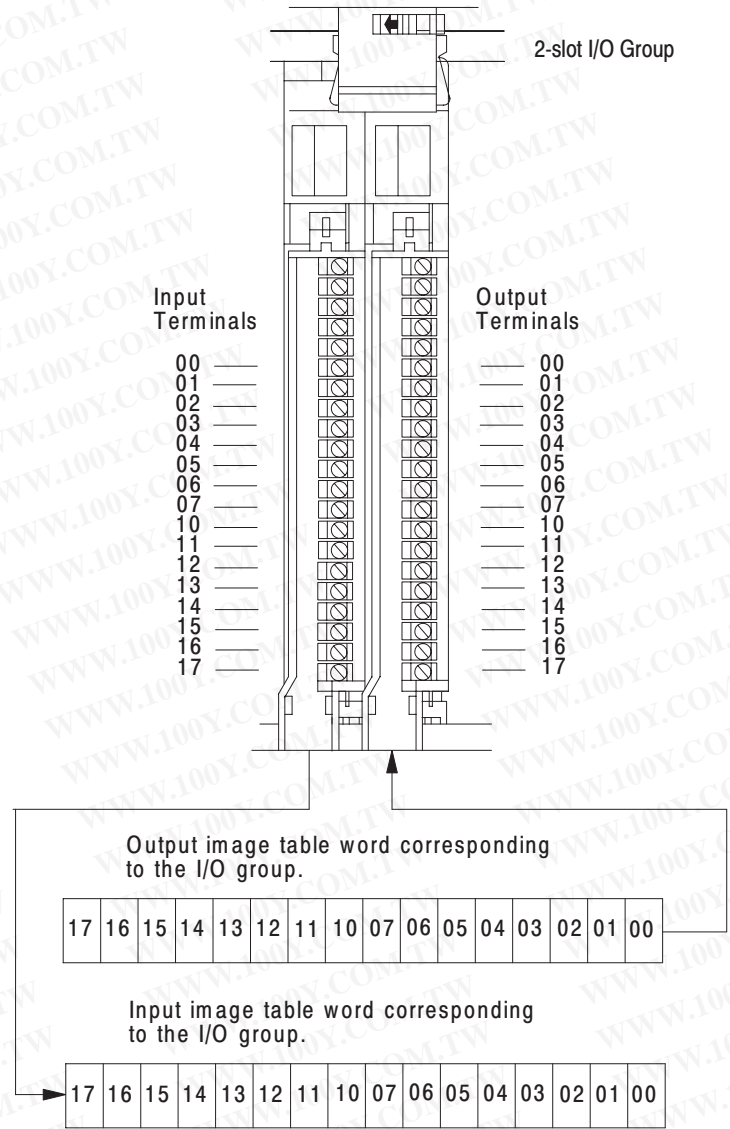 2-slot I/O Group
Input
Terminals
Output
Terminals
00 00
01 01
02 02
03 03
04 04
05 05
06 06
07 07
10 10
11 11
12 12
13 13
14 14
15 15
16 16
17 17
Output image table word corresponding
to the I/O group.
17 16 15 14 13 12 11 10 07 06 05 04 03 02 01 00
Input image table word corresponding
to the I/O group.
17 16 15 14 13 12 11 10 07 06 05 04 03 02 01 00
WWW.100Y.COM.TW